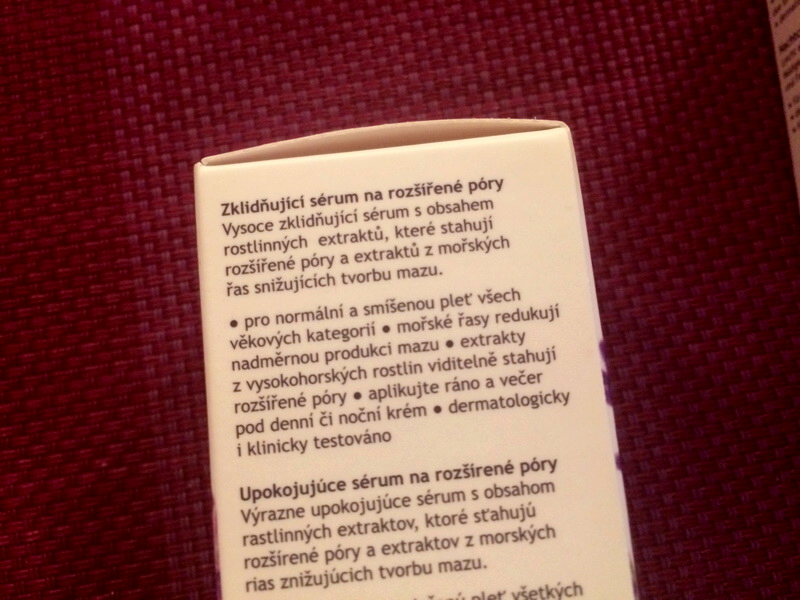 Zklidňující sérum na rozšířené póry
Vysoce zklidňující sérum s obsahem
rostlinných extraktů, které stahují
rozšířené póry a extraktů z mořských
řas snižujících tvorbu mazu.
• pro normální a smíšenou pleť všech
věkových kategorií • mořské řasy redukují
nadměrnou produkci mazu • extrakty
z vysokohorských rostlin viditelně stahují
rozšířené póry • aplikujte ráno a večer
pod denní či noční krém • dermatologicky
i klinicky testováno
Upokojujúce sérum na rozšírené póry
Výrazne upokojujúce sérum s obsahom
rastlinných extraktov, ktoré sťahujú
rozšírené póry a extraktov z morských
rias znižujúcich tvorbu mazu.
pleť všetkých